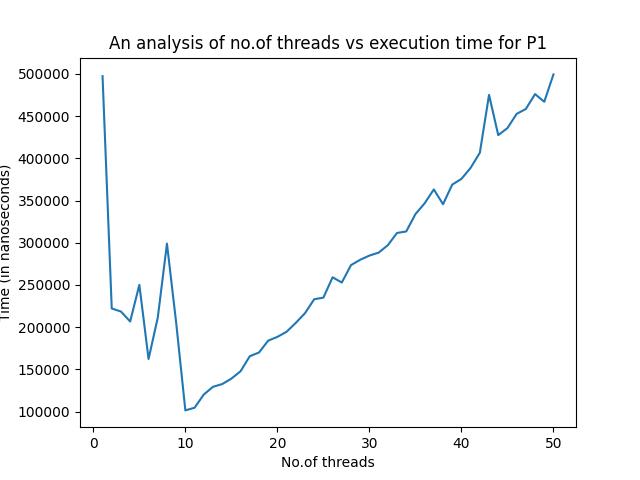 An analysis of no.of threads vs execution time for P1
Time (in nanoseconds)
500000
450000
400000
350000
300000
250000
200000
150000
100000
0 10 20 30 40 50
No.of threads